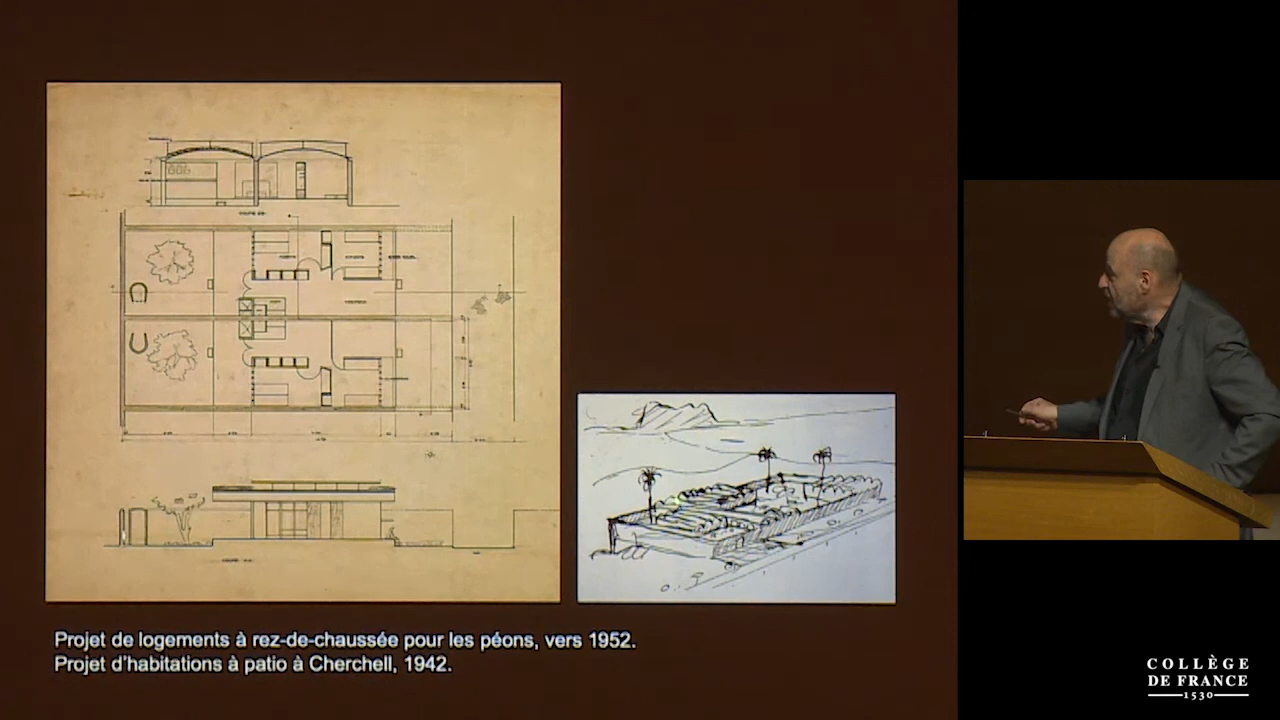 Projet de logements à rez-de-chaussée pour les péons, vers 1952.
Projet d'habitations à patio à Cherchell, 1942.
COLLÈGE
DE FRANCE
1530